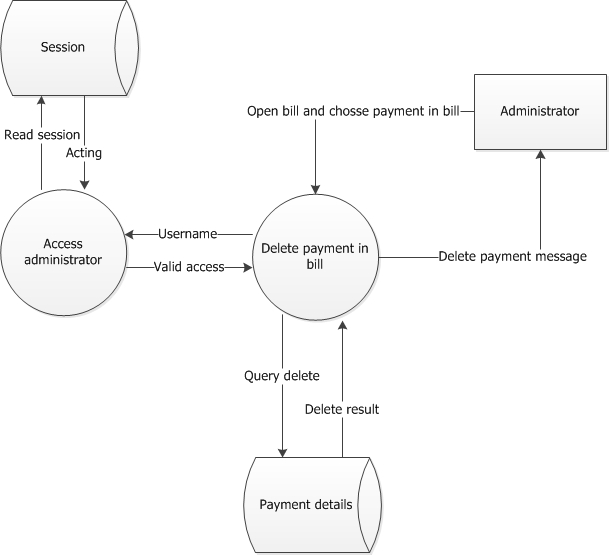 Session
Open bill and chosse payment in bill
Administrator
Read session
Acting
Access
administrator
Username
Valid access
Delete payment in
bill
Delete payment message
Query delete
Delete result
Payment details